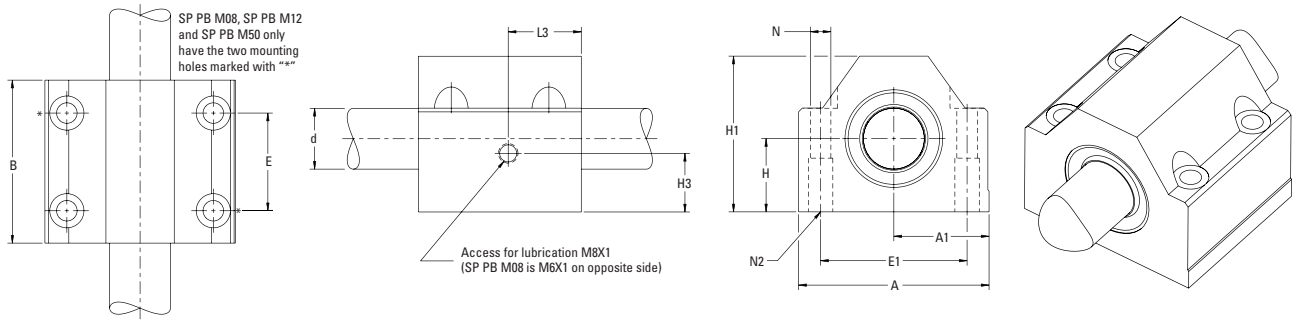 SP PB M08, SP PB M12
and SP PB M50 only
have the two mounting
holes marked with “*”
*
B
E
*
L3
d
H3
Access for lubrication M8X1
(SP PB M08 is M6X1 on opposite side)
N
H1
H
A1
N2
E1
A